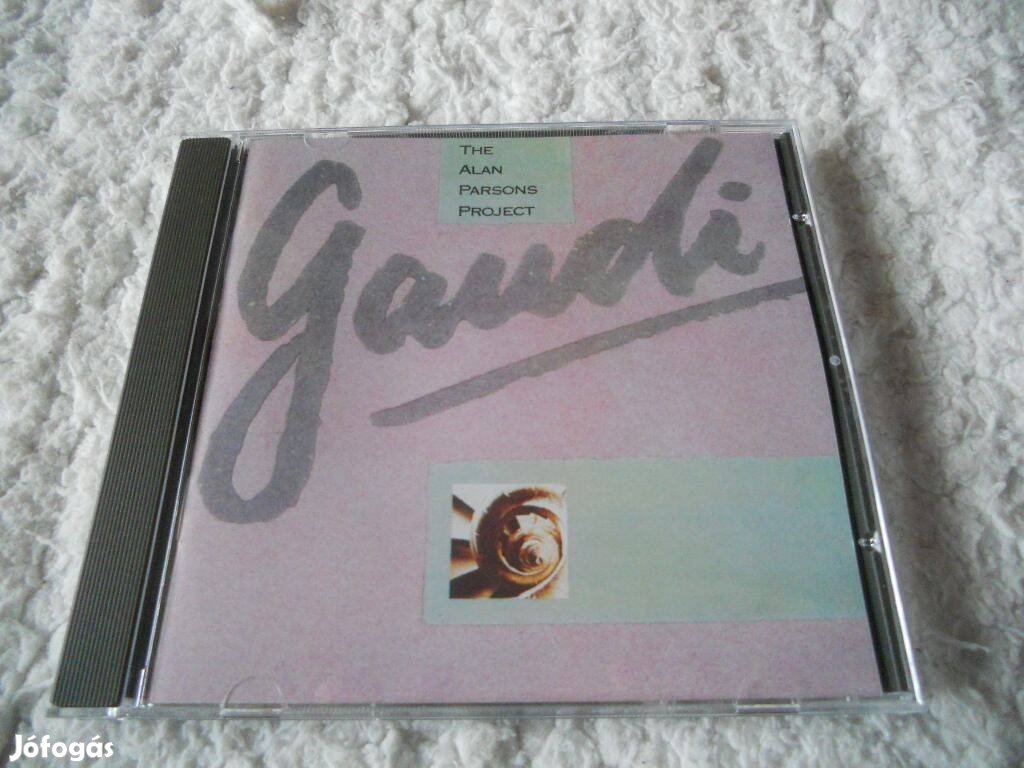 THE
ALAN
PARSONS
PROJECT
gaudi
Jófogás